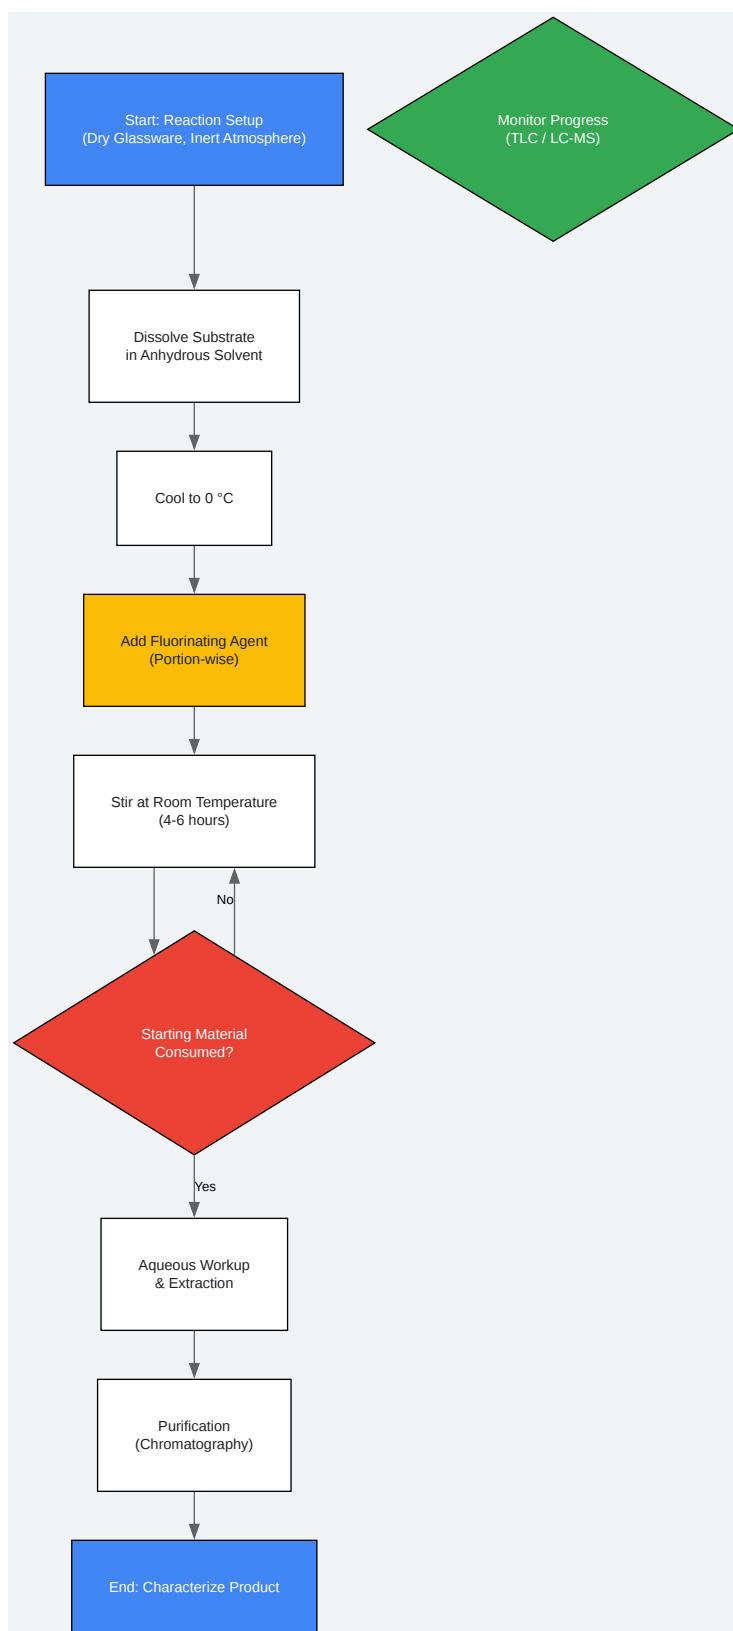 Start: Reaction Setup
(Dry Glassware, Inert Atmosphere)
Monitor Progress
(TLC / LC-MS)
Dissolve Substrate
in Anhydrous Solvent
Cool to 0 °C
Add Fluorinating Agent
(Portion-wise)
Stir at Room Temperature
(4-6 hours)
No
Starting Material
Consumed?
Yes
Aqueous Workup
& Extraction
Purification
(Chromatography)
End: Characterize Product